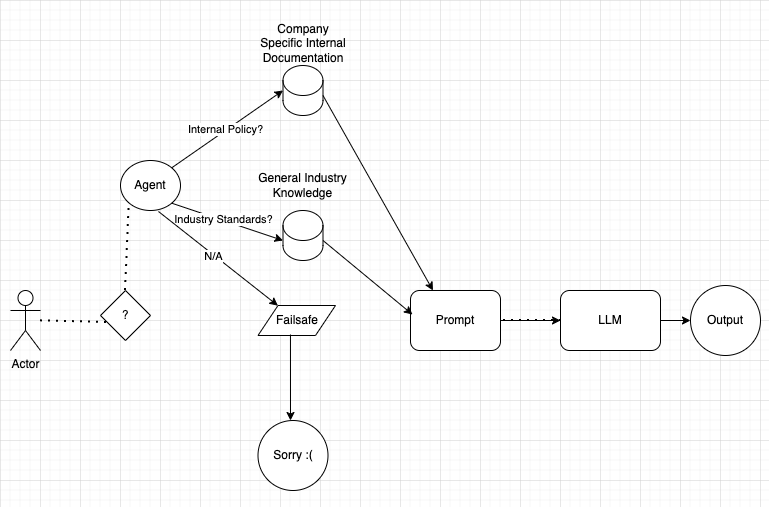 Company
Specific Internal
Documentation
Internal Policy?
Agent
General Industry
Knowledge
Industry Standards?
N/A
?
Actor
Failsafe
Prompt
LLM
Output
Sorry :(